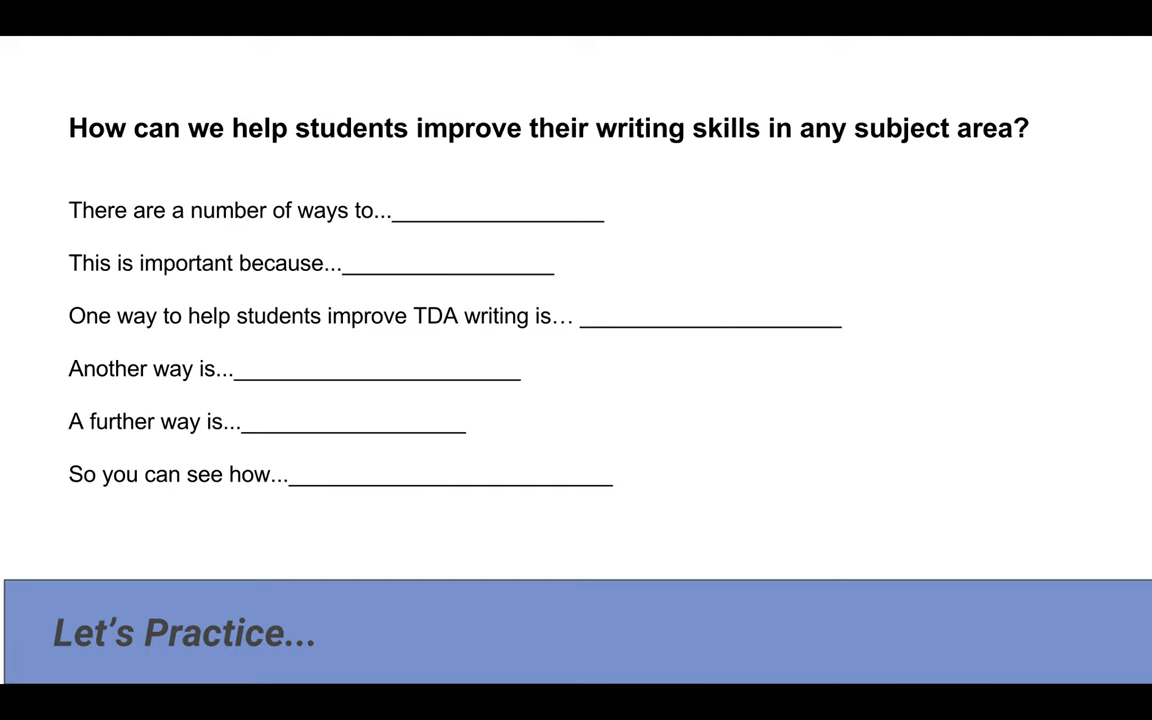 How can we help students improve their writing skills in any subject area?
There are a number of ways to...__________________
This is important because...__________________
One way to help students improve TDA writing is… ______________________
Another way is...________________________
A further way is...___________________
So you can see how...___________________________
Let's Practice...